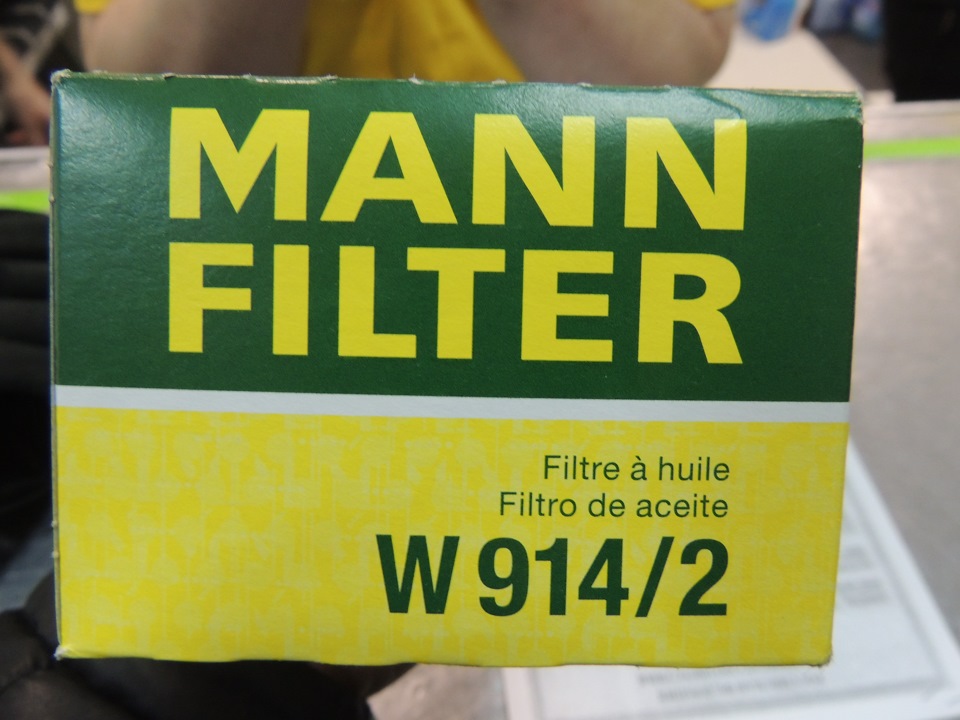 MANN
FILTER
Filtre à huile
Filtro de aceite
W 914/2